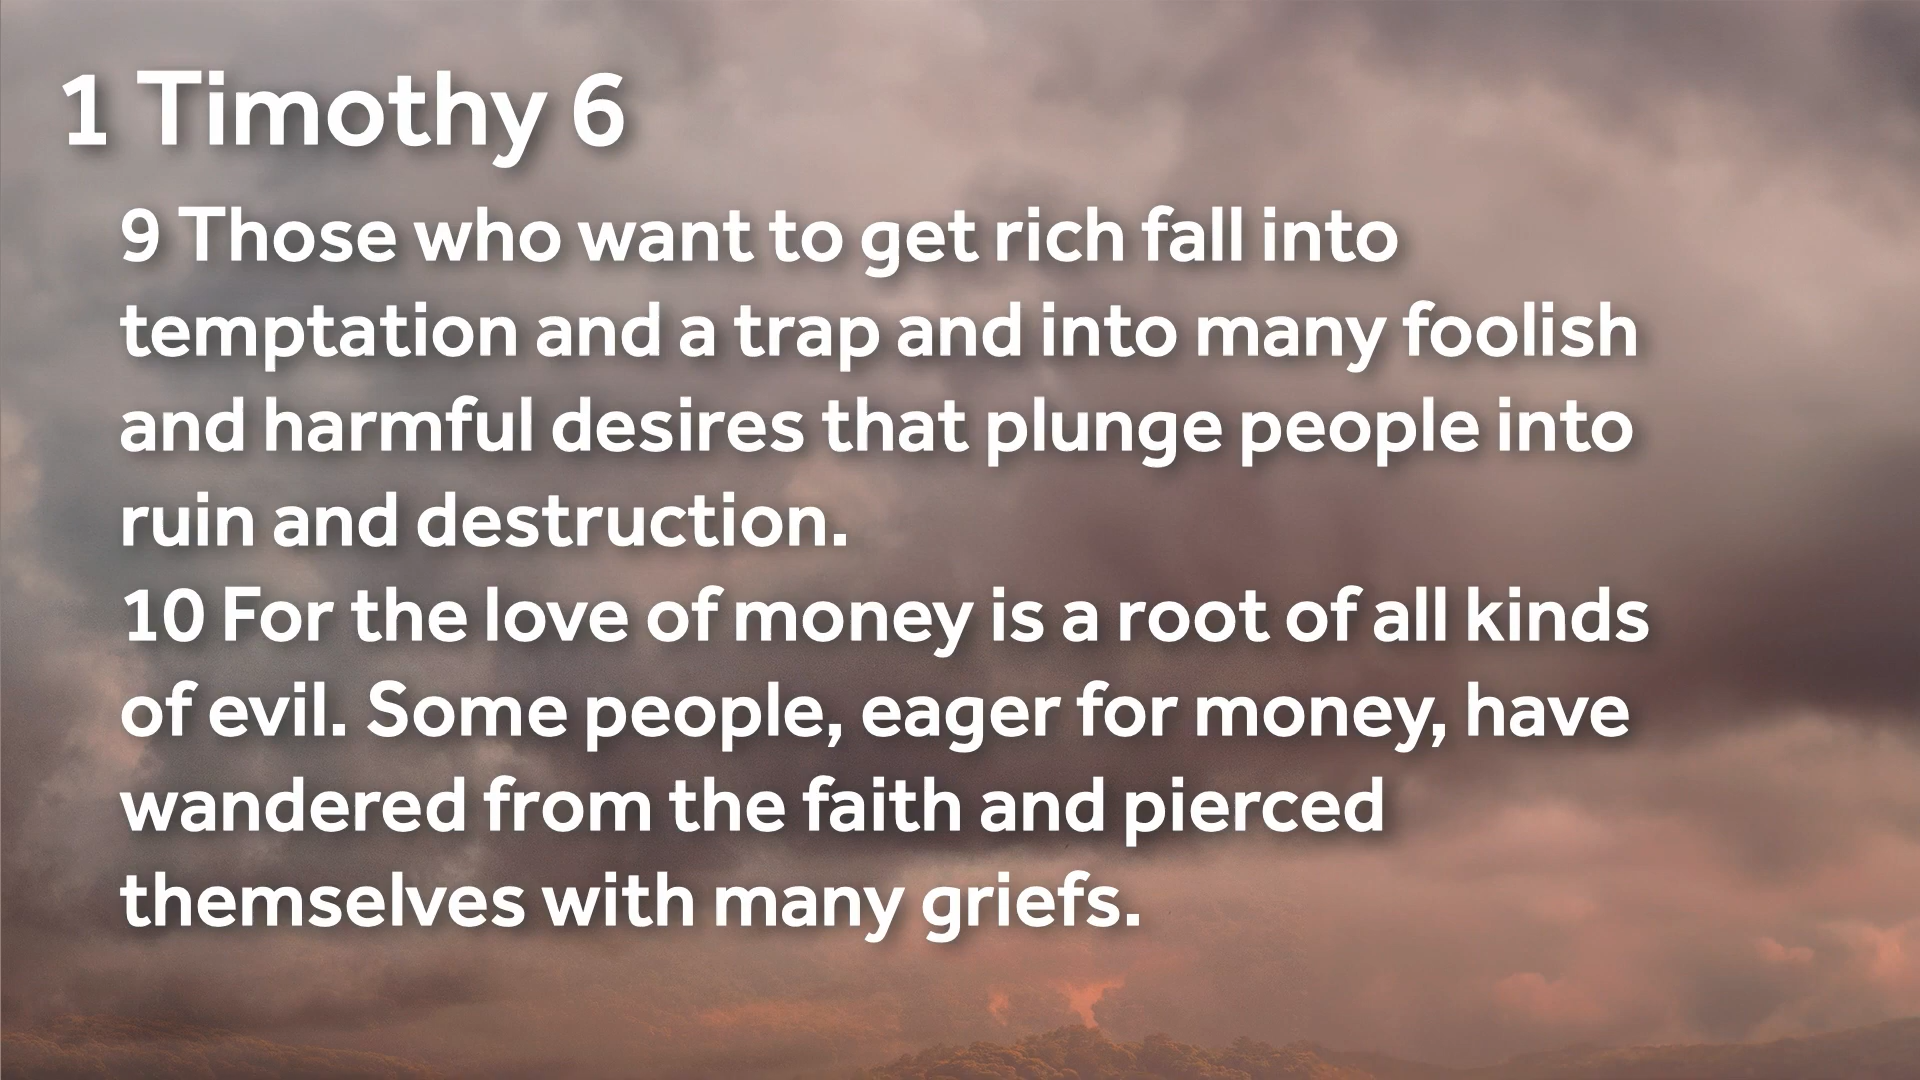 1 Timothy 6
9 Those who want to get rich fall into
temptation and a trap and into many foolish
and harmful desires that plunge people into
ruin and destruction.
10 For the love of money is a root of all kinds
of evil. Some people, eager for money, have
wandered from the faith and pierced
themselves with many griefs.